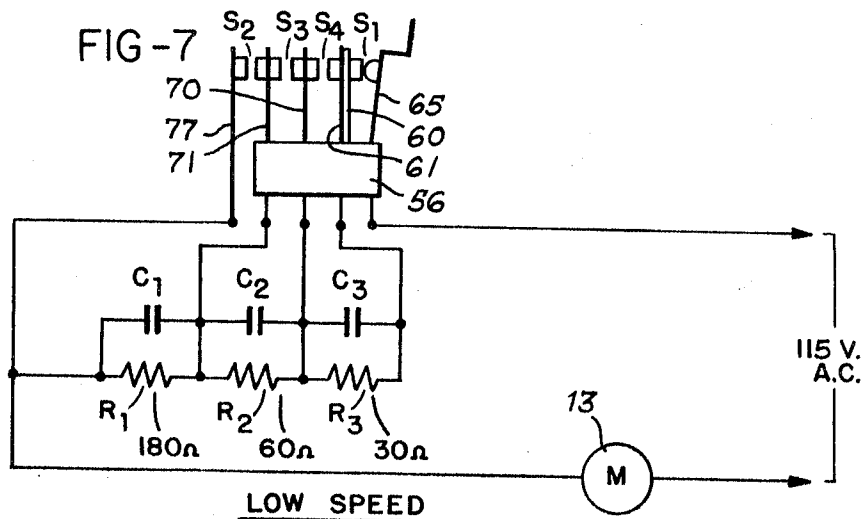 FIG-7
S2 S3 S4 S1
70
77
71
65
60
61
56
C1 C2 C3
R1 R2 R3
180Ω 60Ω 30Ω
115 V.
A.C.
13
M
LOW SPEED